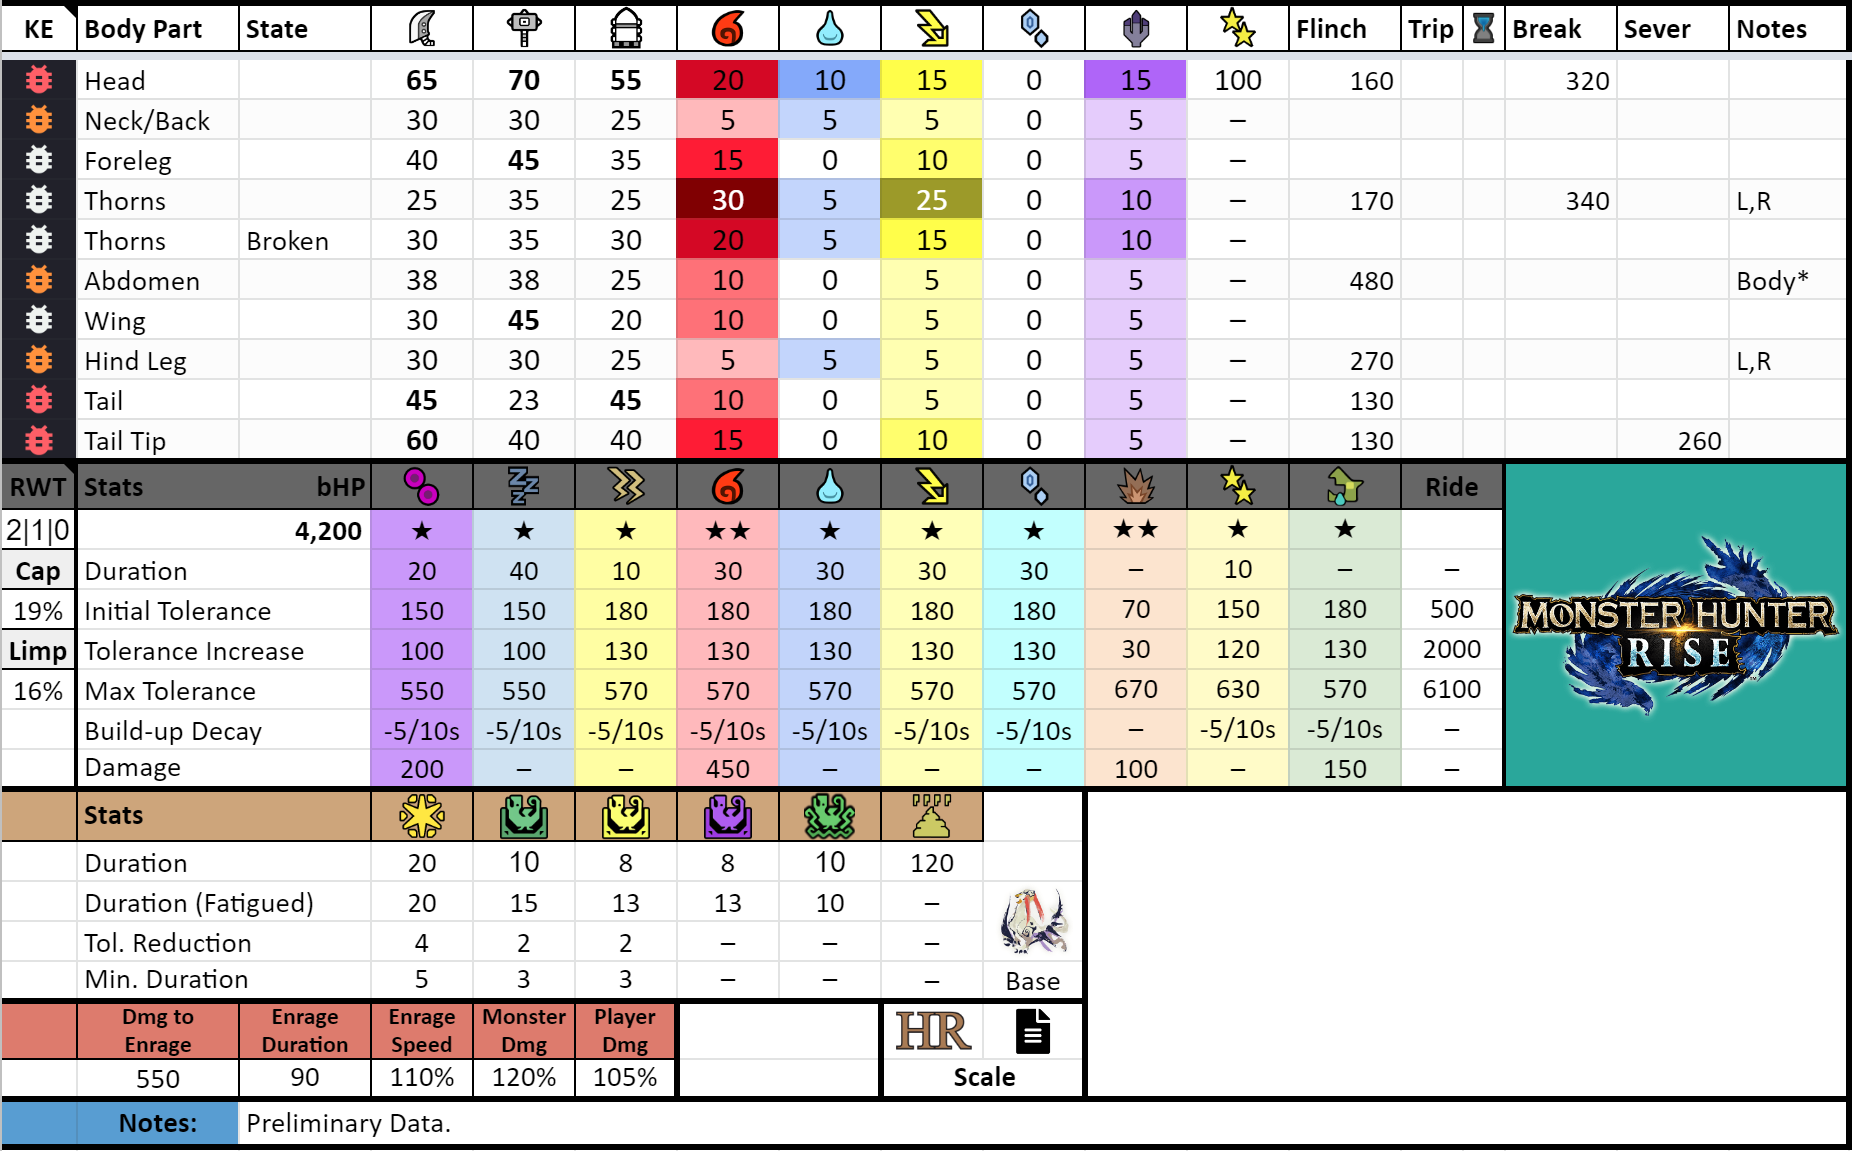 KE Body Part State Flinch Trip Break Sever Notes
Head 65 70 55 20 10 15 0 15 100 160 320
Neck/Back 30 30 25 5 5 5 0 5 –
Foreleg 40 45 35 15 0 10 0 5 –
Thorns 25 35 25 30 5 25 0 10 – 170 340 L,R
Thorns Broken 30 35 30 20 5 15 0 10 –
Abdomen 38 38 25 10 0 5 0 5 – 480 Body*
Wing 30 45 20 10 0 5 0 5 –
Hind Leg 30 30 25 5 5 5 0 5 – 270 L,R
Tail 45 23 45 10 0 5 0 5 – 130
Tail Tip 60 40 40 15 0 10 0 5 – 130 260
RWT Stats bHP Ride
2|1|0 4,200 ★ ★ ★ ★★ ★ ★ ★ ★★ ★ ★
Cap Duration 20 40 10 30 30 30 30 – 10 – –
19% Initial Tolerance 150 150 180 180 180 180 180 70 150 180 500
Limp Tolerance Increase 100 100 130 130 130 130 130 30 120 130 2000
16% Max Tolerance 550 550 570 570 570 570 570 670 630 570 6100
Build-up Decay -5/10s -5/10s -5/10s -5/10s -5/10s -5/10s -5/10s – -5/10s -5/10s –
Damage 200 – – 450 – – – 100 – 150 –
MONSTER HUNTER
RISE
Stats
Duration 20 10 8 8 10 120
Duration (Fatigued) 20 15 13 13 10 –
Tol. Reduction 4 2 2 – – –
Min. Duration 5 3 3 – – – Base
Dmg to Enrage Enrage Duration Enrage Speed Monster Dmg Player Dmg HR
550 90 110% 120% 105% Scale
Notes: Preliminary Data.